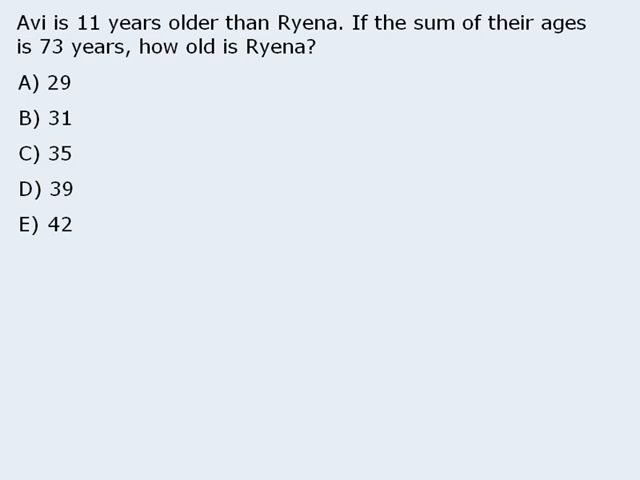 Avi is 11 years older than Ryena. If the sum of their ages
is 73 years, how old is Ryena?
A) 29
B) 31
C) 35
D) 39
E) 42